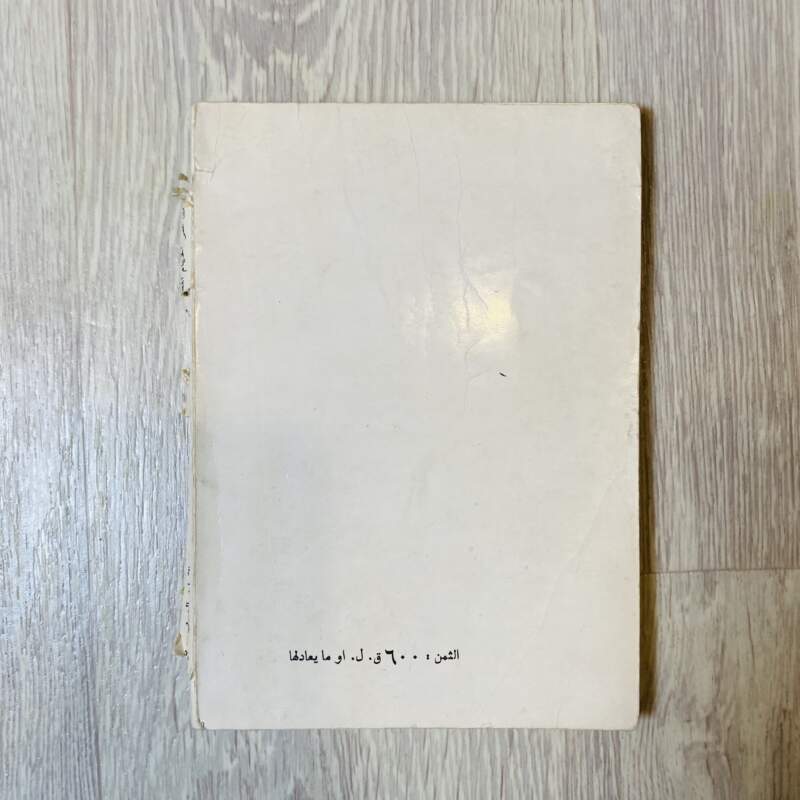 الثمن : ٦٠٠ ق. ل. او ما يعادلها